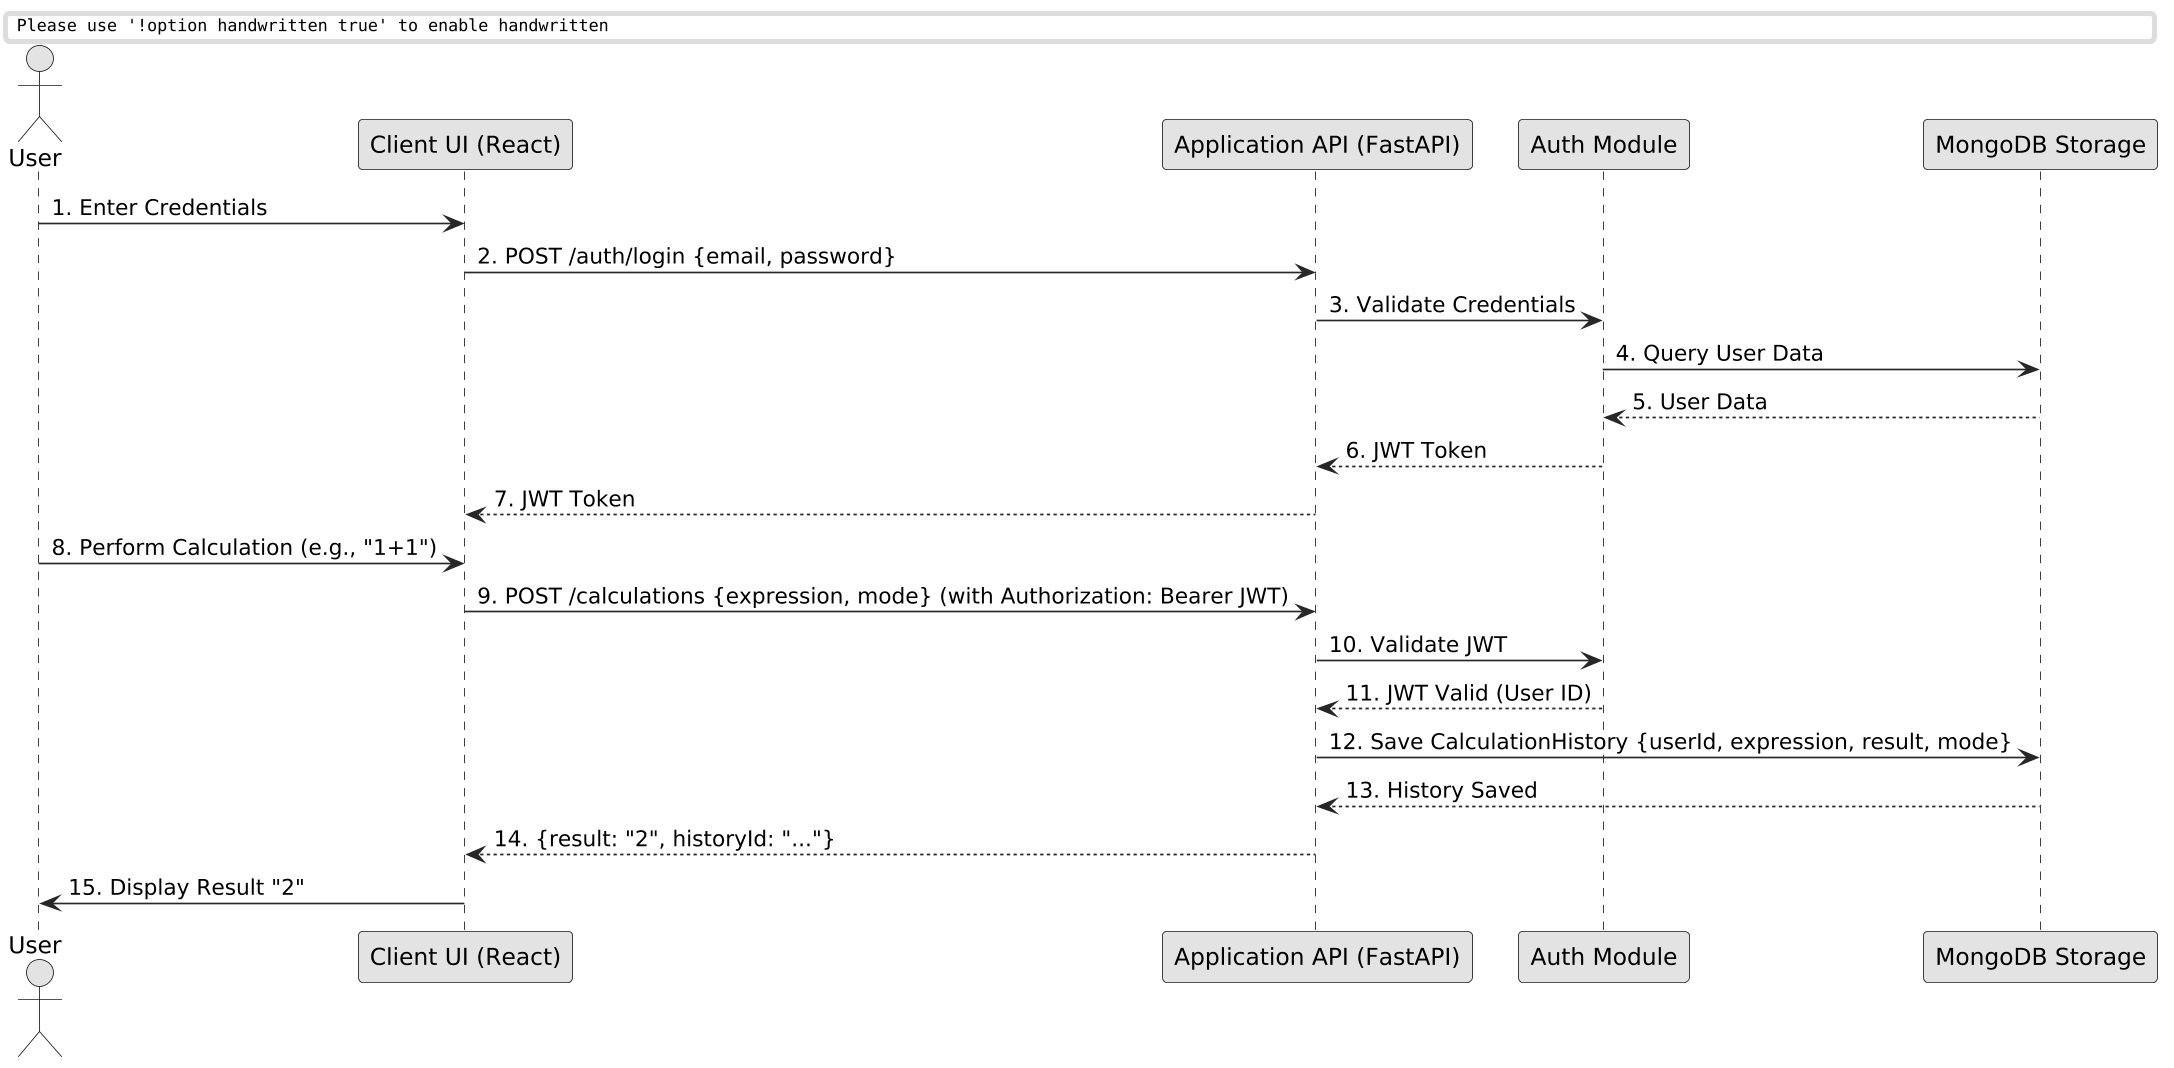 Please use '!option handwritten true' to enable handwritten
User
Client UI (React)
Application API (FastAPI)
Auth Module
MongoDB Storage
1. Enter Credentials
2. POST /auth/login {email, password}
3. Validate Credentials
4. Query User Data
5. User Data
6. JWT Token
7. JWT Token
8. Perform Calculation (e.g., "1+1")
9. POST /calculations {expression, mode} (with Authorization: Bearer JWT)
10. Validate JWT
11. JWT Valid (User ID)
12. Save CalculationHistory {userId, expression, result, mode}
13. History Saved
14. {result: "2", historyId: "..."}
15. Display Result "2"
User
Client UI (React)
Application API (FastAPI)
Auth Module
MongoDB Storage